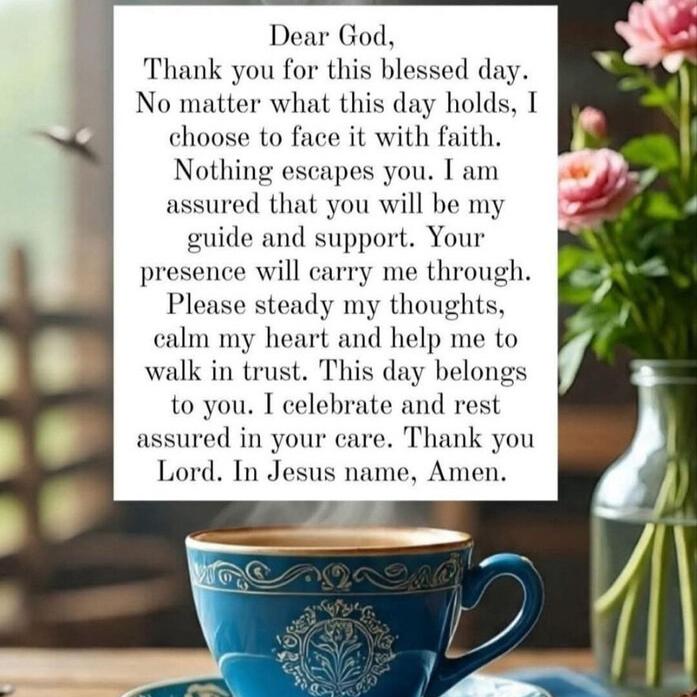 Dear God,
Thank you for this blessed day.
No matter what this day holds, I
choose to face it with faith.
Nothing escapes you. I am
assured that you will be my
guide and support. Your
presence will carry me through.
Please steady my thoughts,
calm my heart and help me to
walk in trust. This day belongs
to you. I celebrate and rest
assured in your care. Thank you
Lord. In Jesus name, Amen.